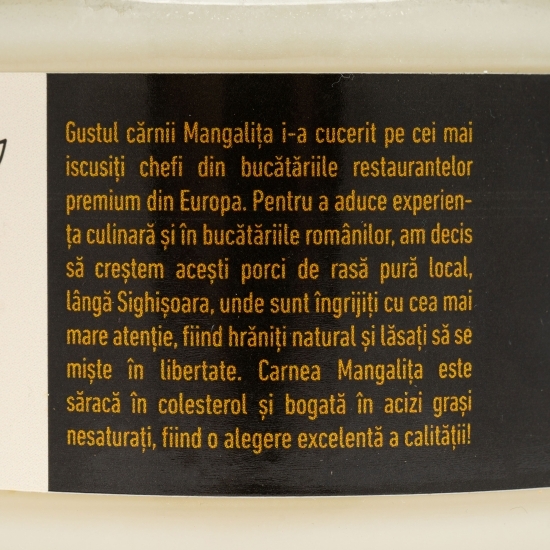 Gustul cărnii Mangalița i-a cucerit pe cei mai
iscusiți chefi din bucătăriile restaurantelor
premium din Europa. Pentru a aduce experien-
ța culinară și în bucătăriile românilor, am decis
să creștem acești porci de rasă pură local,
lângă Sighișoara, unde sunt îngrijiți cu cea mai
mare atenție, fiind hrăniți natural și lăsați să se
miște în libertate. Carnea Mangalița este
săracă în colesterol și bogată în acizi grași
nesaturați, fiind o alegere excelentă a calității!